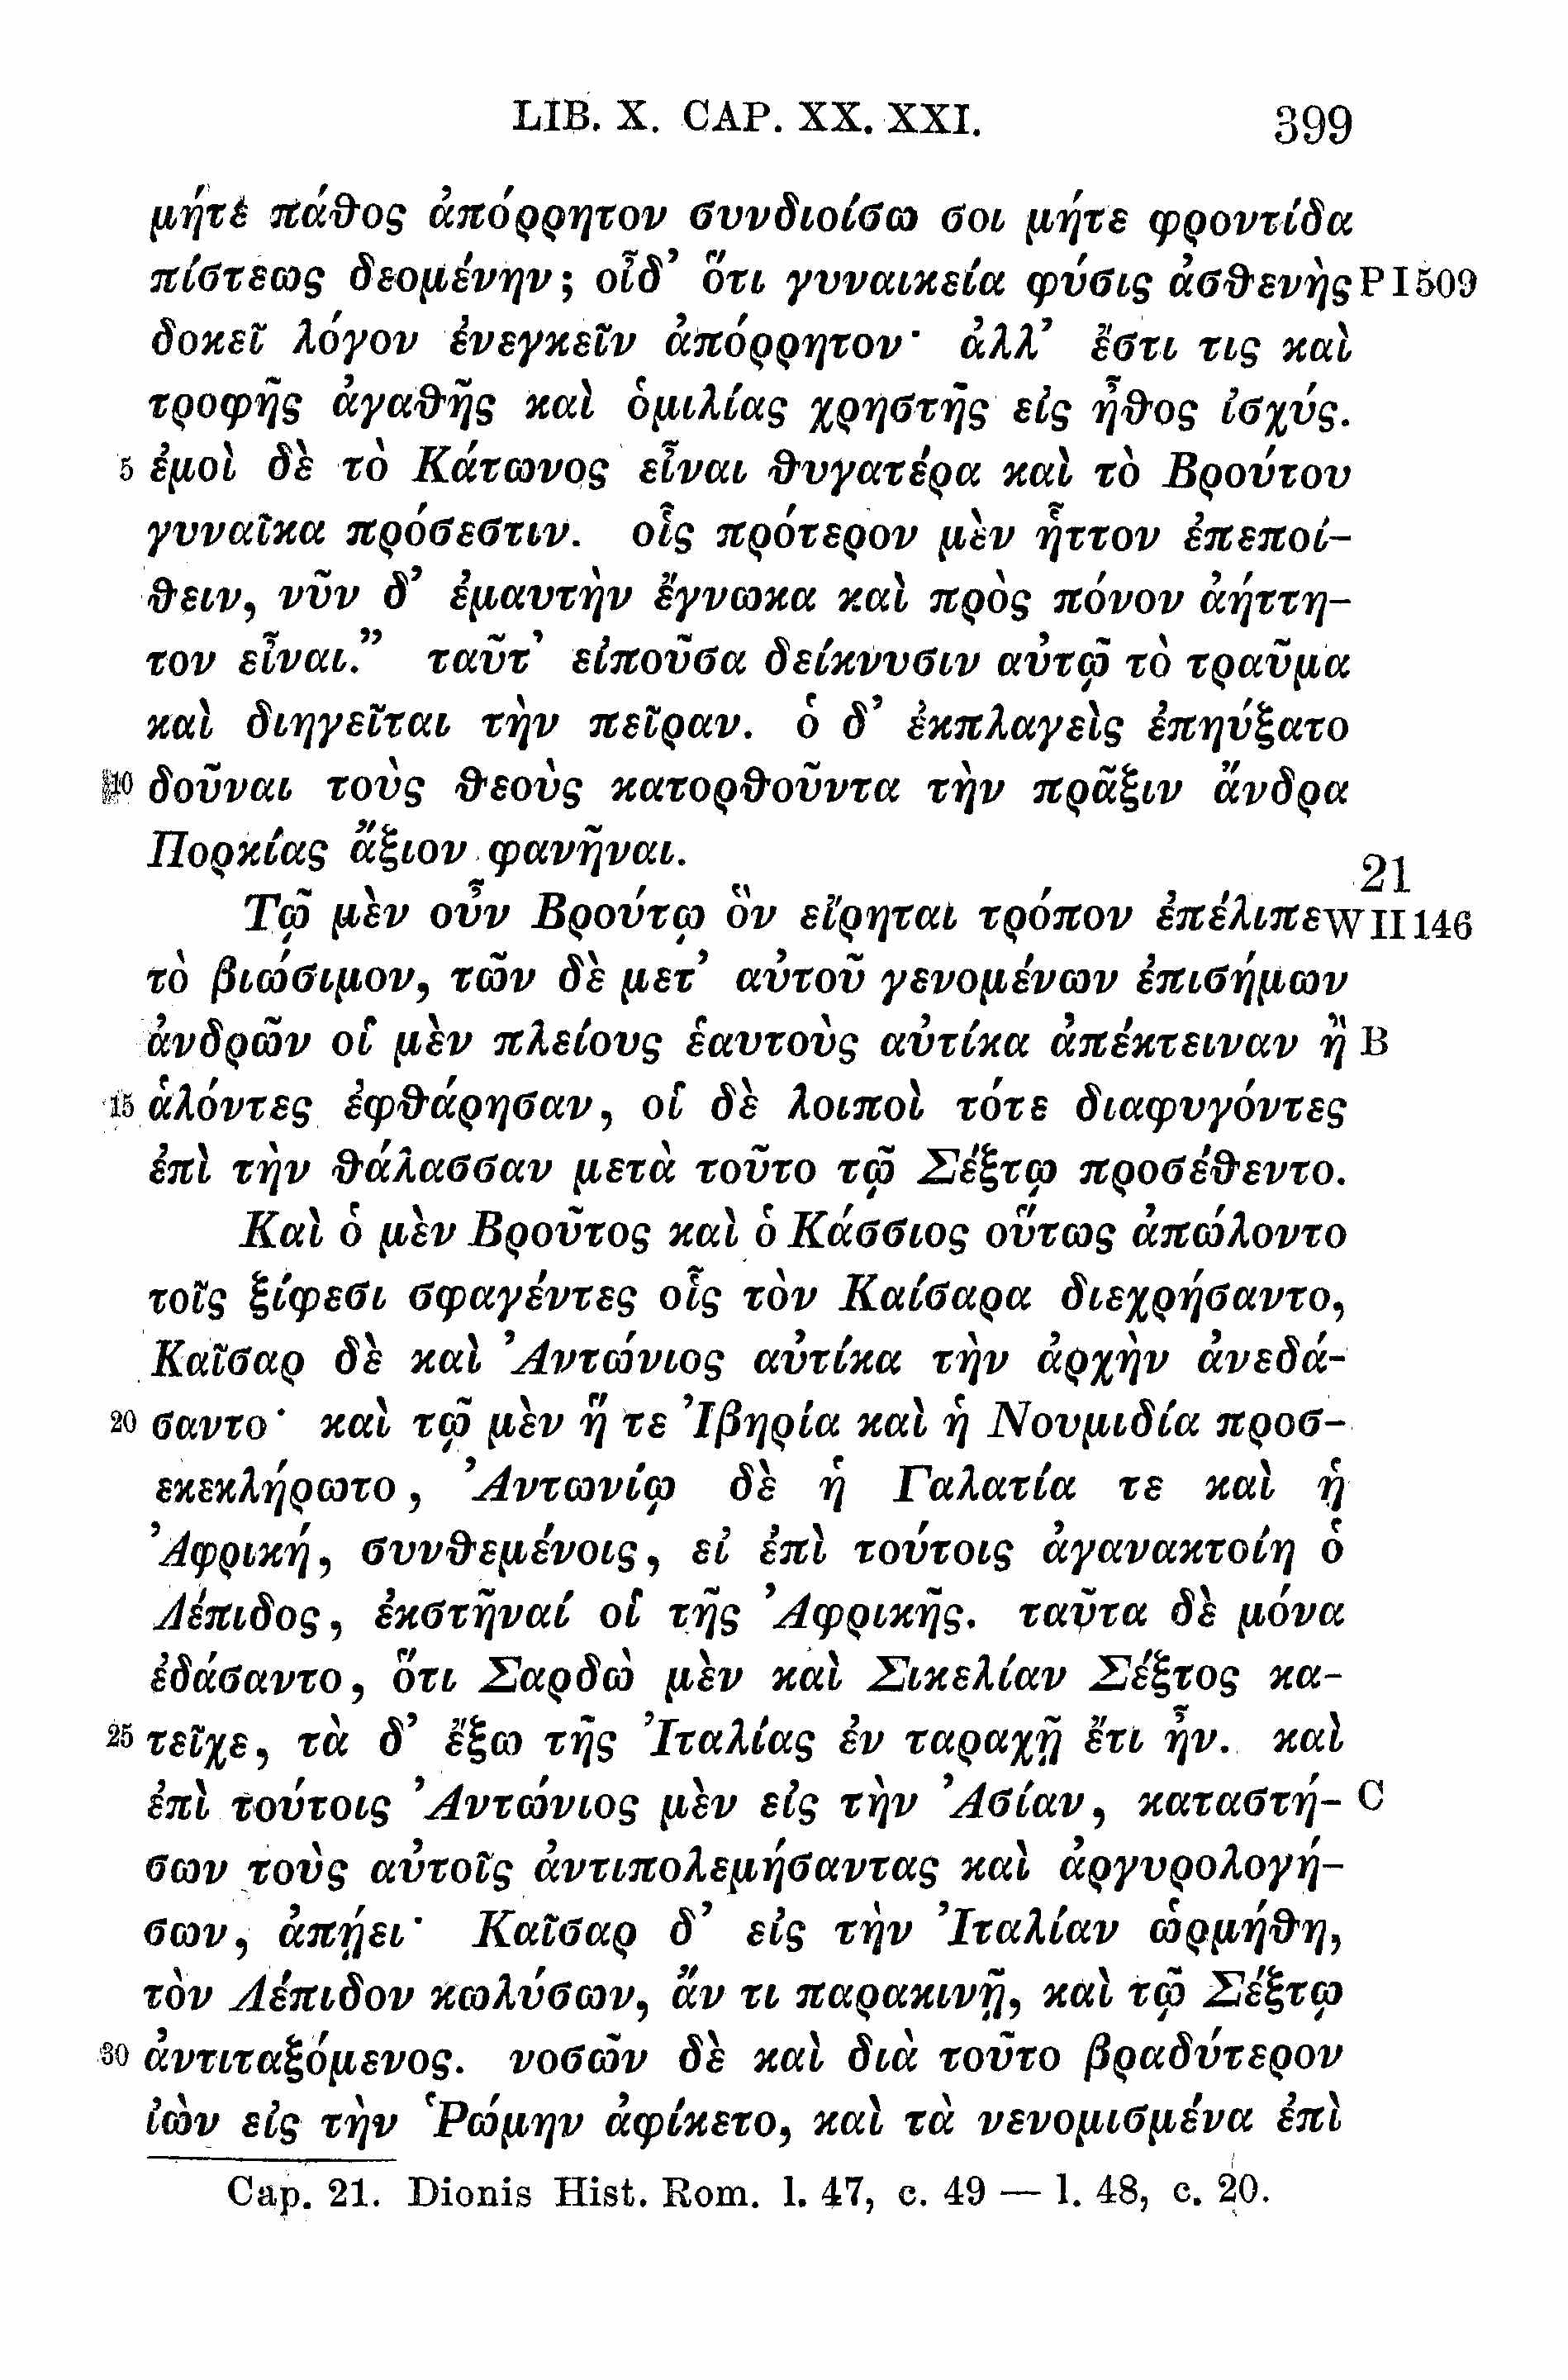 LIB. X. CAP. XX. XXI. 399
μήτε πάθος ἀπόρρητον συνδιοίσω σοι μήτε φροντίδα
πίστεως δεομένην; οἶδ’ ὅτι γυναικεία φύσις ἀσθενὴς P I 509
δοκεῖ λόγον ἐνεγκεῖν ἀπόρρητον· ἀλλ’ ἔστι τις καὶ
τροφῆς ἀγαθῆς καὶ ὁμιλίας χρηστῆς εἰς ἦθος ἰσχύς.
5 ἐμοὶ δὲ τὸ Κάτωνος εἶναι θυγατέρα καὶ τὸ Βρούτου
γυναῖκα πρόσεστιν. οἷς πρότερον μὲν ἧττον ἐπεποί-
θειν, νῦν δ’ ἐμαυτὴν ἔγνωκα καὶ πρὸς πόνον ἀήττη-
τον εἶναι.” ταῦτ’ εἰποῦσα δείκνυσιν αὐτῷ τὸ τραῦμα
καὶ διηγεῖται τὴν πεῖραν. ὁ δ’ ἐκπλαγεὶς ἐπηύξατο
10 δοῦναι τοὺς θεοὺς κατορθοῦντα τὴν πρᾶξιν ἄνδρα
Πορκίας ἄξιον φανῆναι.
21
Τῷ μὲν οὖν Βρούτῳ ὃν εἴρηται τρόπον ἐπέλιπε W II 146
τὸ βιώσιμον, τῶν δὲ μετ’ αὐτοῦ γενομένων ἐπισήμων
ἀνδρῶν οἱ μὲν πλείους ἑαυτοὺς αὐτίκα ἀπέκτειναν ἢ B
15 ἁλόντες ἐφθάρησαν, οἱ δὲ λοιποὶ τότε διαφυγόντες
ἐπὶ τὴν θάλασσαν μετὰ τοῦτο τῷ Σέξτῳ προσέθεντο.
Καὶ ὁ μὲν Βροῦτος καὶ ὁ Κάσσιος οὕτως ἀπώλοντο
τοῖς ξίφεσι σφαγέντες οἷς τὸν Καίσαρα διεχρήσαντο,
Καῖσαρ δὲ καὶ Ἀντώνιος αὐτίκα τὴν ἀρχὴν ἀνεδά-
20 σαντο· καὶ τῷ μὲν ἥ τε Ἰβηρία καὶ ἡ Νουμιδία προσ-
εκεκλήρωτο, Ἀντωνίῳ δὲ ἡ Γαλατία τε καὶ ἡ
Ἀφρική, συνθεμένοις, εἰ ἐπὶ τούτοις ἀγανακτοίη ὁ
Λέπιδος, ἐκστῆναί οἱ τῆς Ἀφρικῆς. ταῦτα δὲ μόνα
ἐδάσαντο, ὅτι Σαρδὼ μὲν καὶ Σικελίαν Σέξτος κα-
25 τεῖχε, τὰ δ’ ἔξω τῆς Ἰταλίας ἐν ταραχῇ ἔτι ἦν. καὶ
ἐπὶ τούτοις Ἀντώνιος μὲν εἰς τὴν Ἀσίαν, καταστή- C
σων τοὺς αὐτοῖς ἀντιπολεμήσαντας καὶ ἀργυρολογή-
σων, ἀπῄει· Καῖσαρ δ’ εἰς τὴν Ἰταλίαν ὡρμήθη,
τὸν Λέπιδον κωλύσων, ἄν τι παρακινῇ, καὶ τῷ Σέξτῳ
30 ἀντιταξόμενος. νοσῶν δὲ καὶ διὰ τοῦτο βραδύτερον
ἰὼν εἰς τὴν Ῥώμην ἀφίκετο, καὶ τὰ νενομισμένα ἐπὶ
Cap. 21. Dionis Hist. Rom. l. 47, c. 49 — l. 48, c. 20.